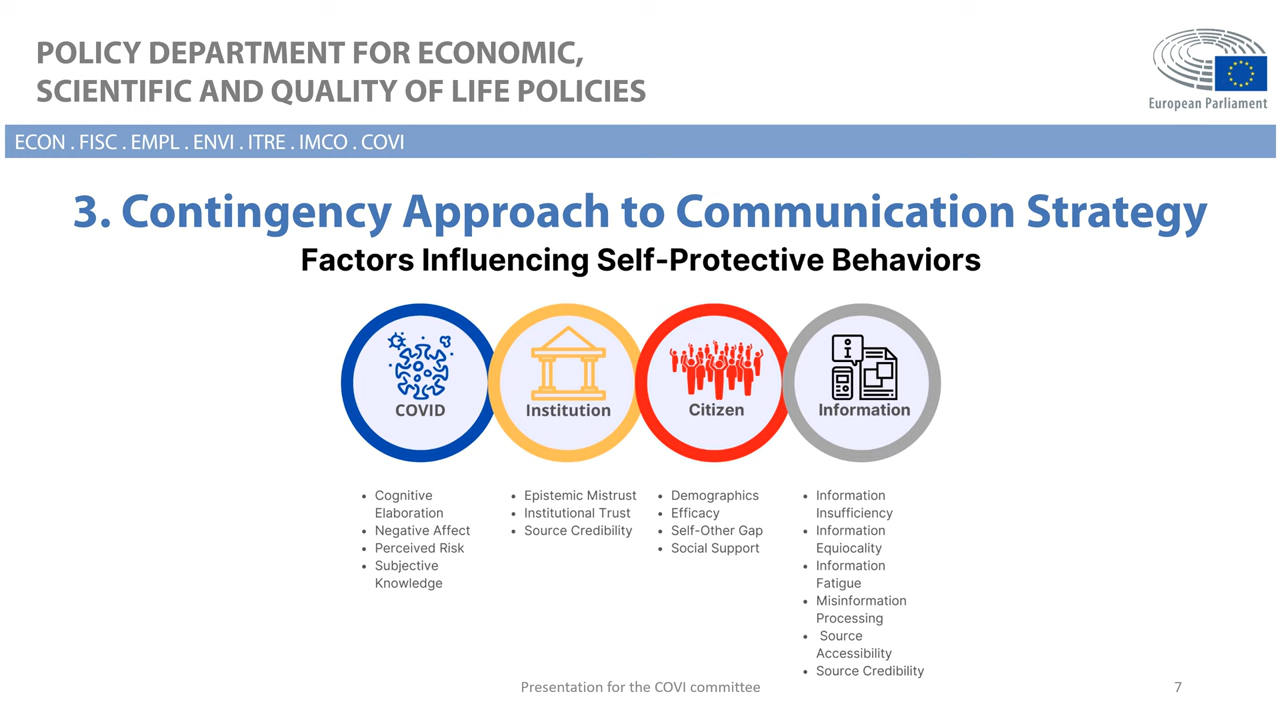 POLICY DEPARTMENT FOR ECONOMIC,
SCIENTIFIC AND QUALITY OF LIFE POLICIES
European Parliament
ECON . FISC . EMPL . ENVI . ITRE . IMCO . COVI
3. Contingency Approach to Communication Strategy
Factors Influencing Self-Protective Behaviors
COVID
Institution
Citizen
Information
• Cognitive
Elaboration
• Negative Affect
• Perceived Risk
• Subjective
Knowledge
• Epistemic Mistrust
• Institutional Trust
• Source Credibility
• Demographics
• Efficacy
• Self-Other Gap
• Social Support
• Information
Insufficiency
• Information
Equiocality
• Information
Fatigue
• Misinformation
Processing
• Source
Accessibility
• Source Credibility
Presentation for the COVI committee
7